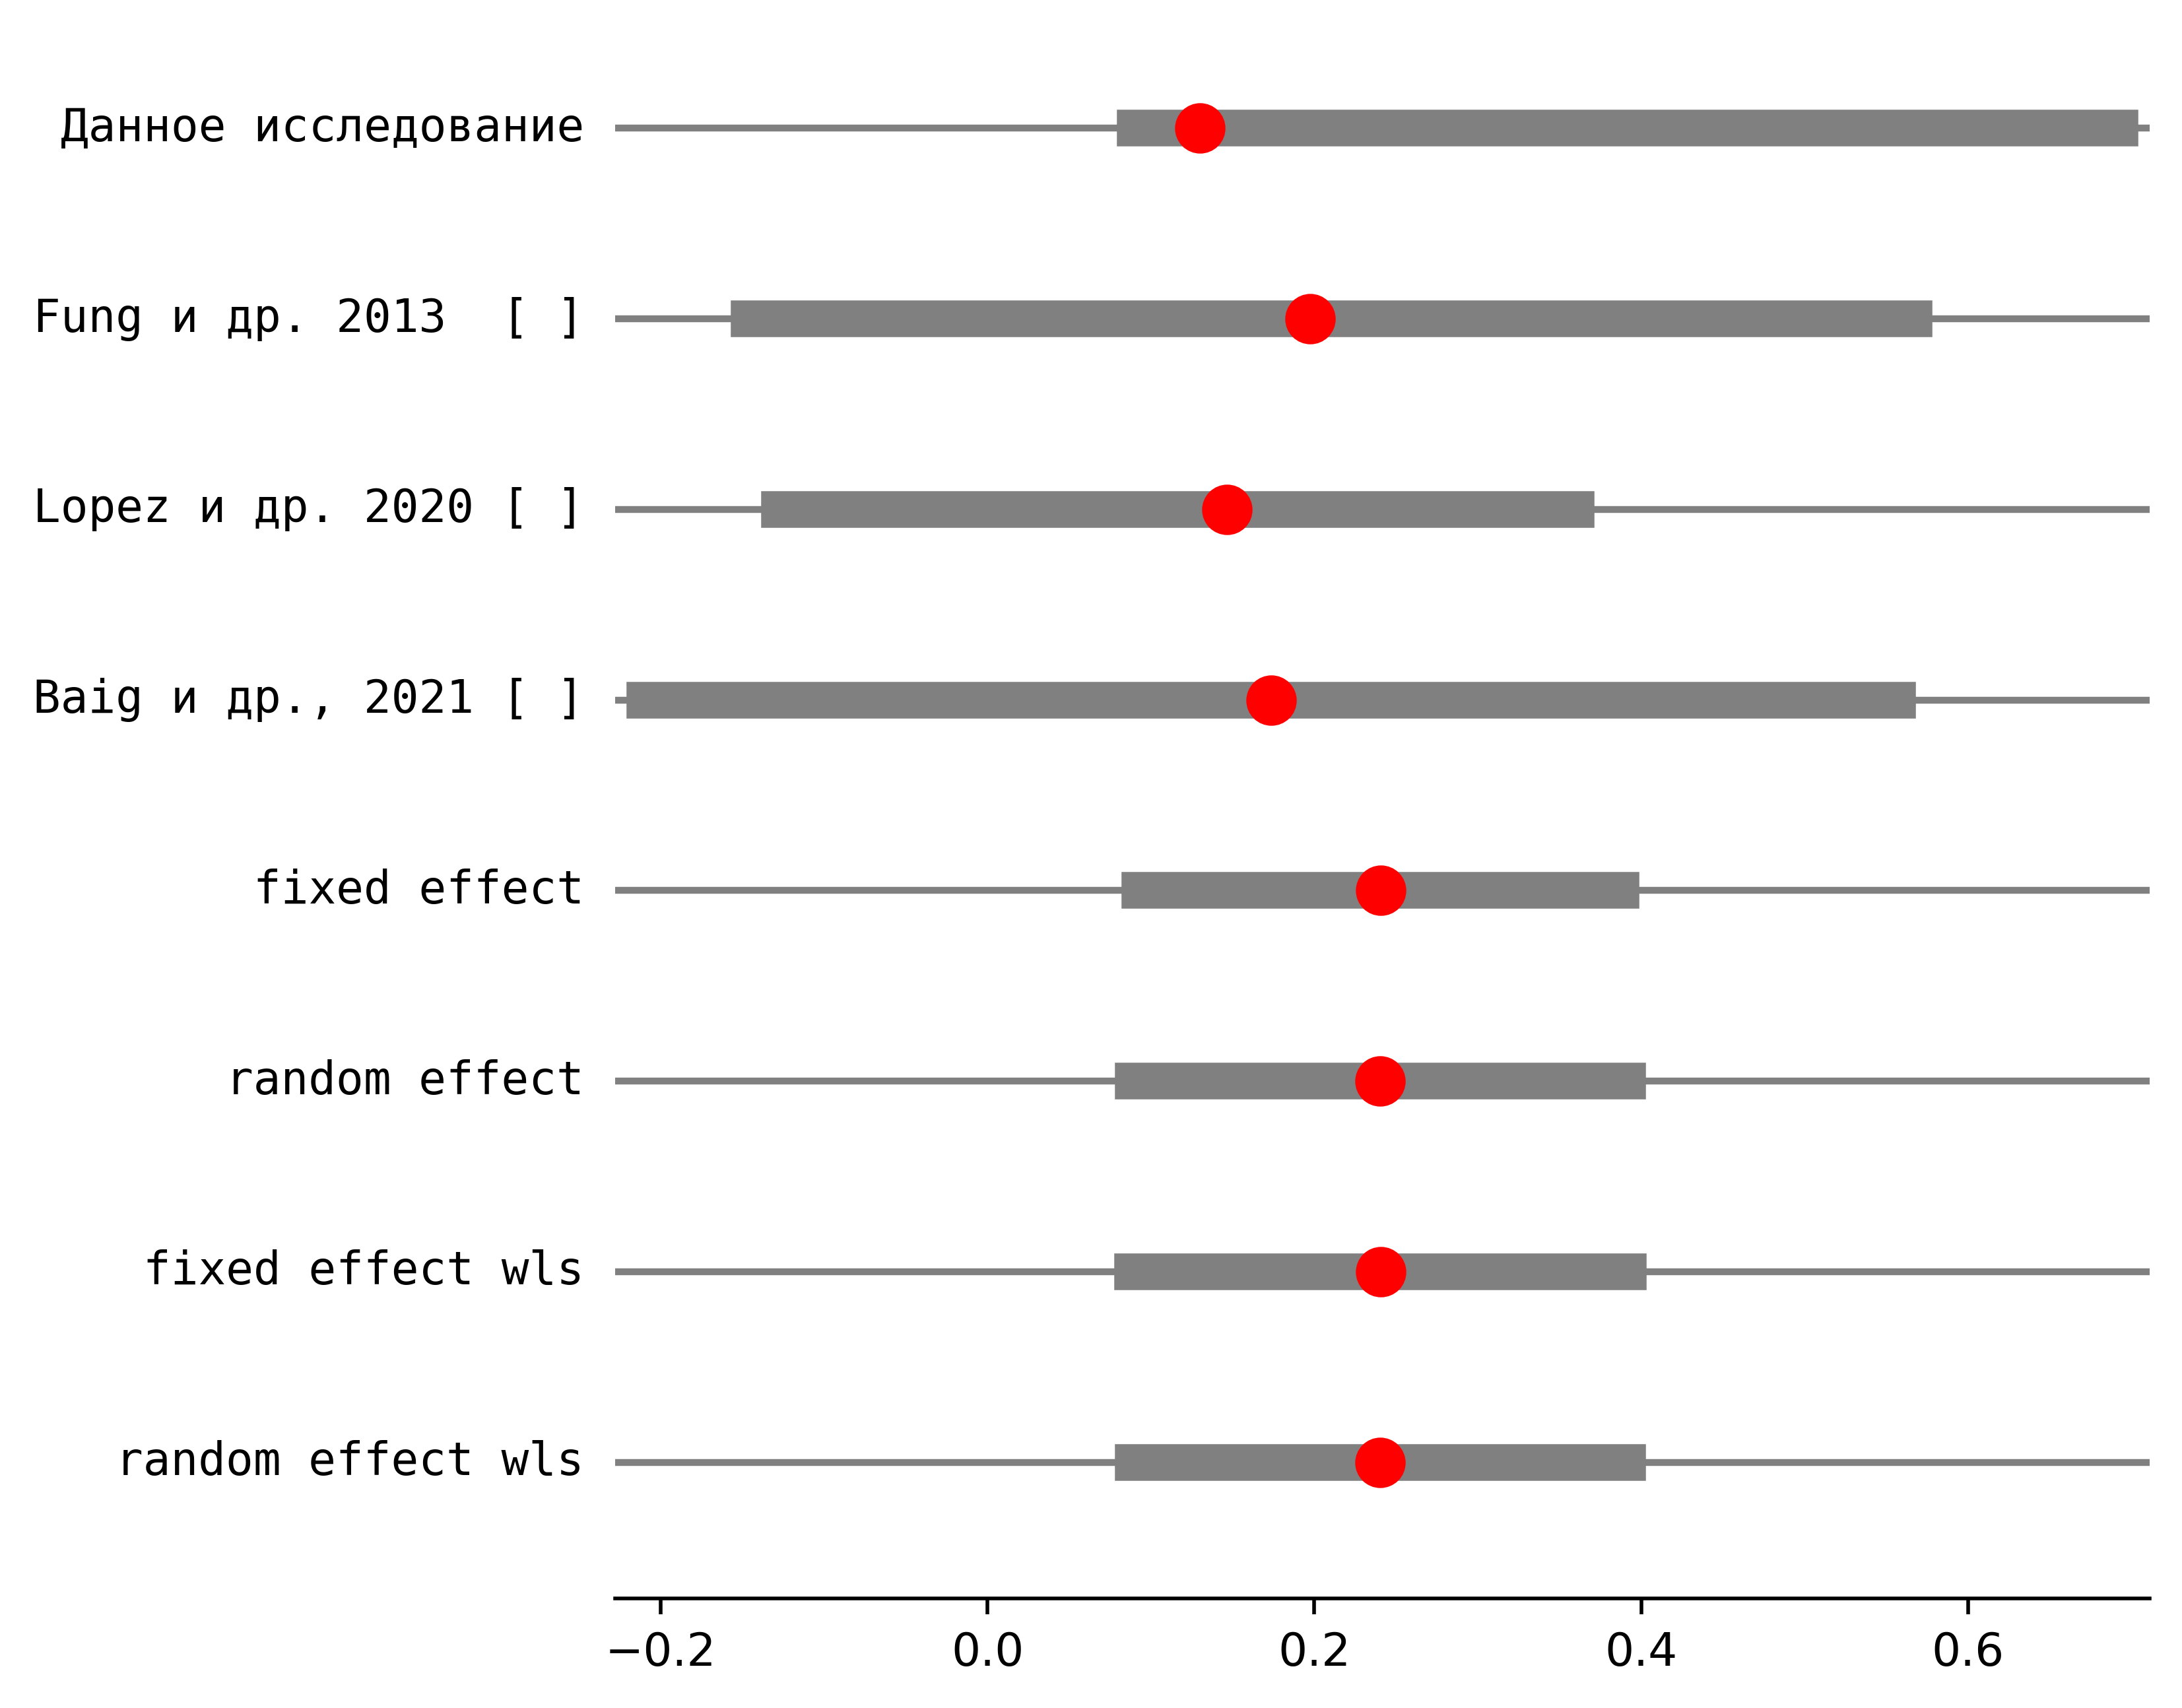 Данное исследование
Fung и др. 2013  [ ]
Lopez и др. 2020 [ ]
Baig и др., 2021 [ ]
fixed effect
random effect
fixed effect wls
random effect wls
−0.2 0.0 0.2 0.4 0.6